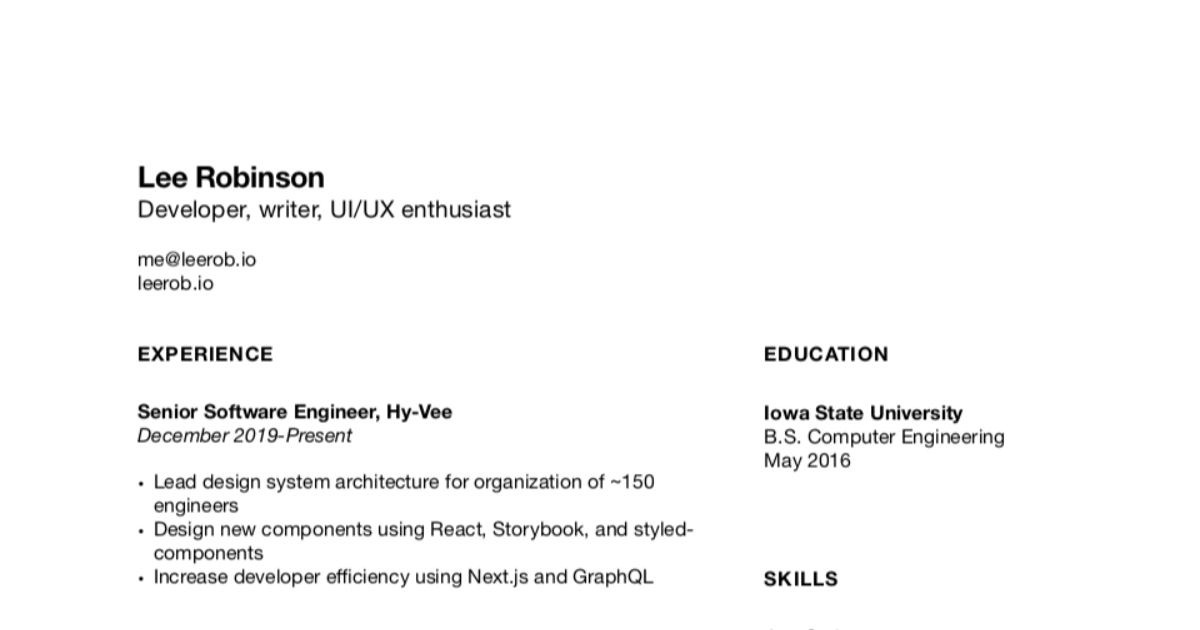 Lee Robinson
Developer, writer, UI/UX enthusiast
me@leerob.io
leerob.io
EXPERIENCE
Senior Software Engineer, Hy-Vee
December 2019-Present
• Lead design system architecture for organization of ~150
engineers
• Design new components using React, Storybook, and styled-
components
• Increase developer efficiency using Next.js and GraphQL
EDUCATION
Iowa State University
B.S. Computer Engineering
May 2016
SKILLS